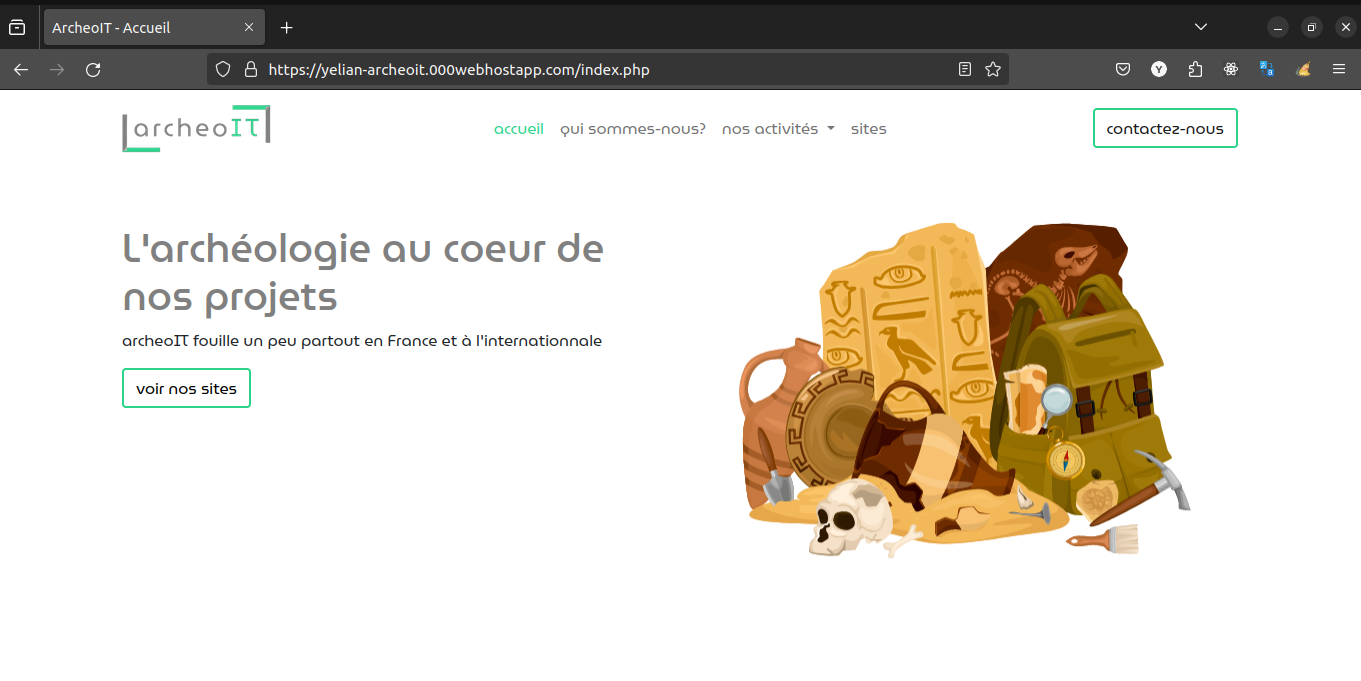 ArcheoIT - Accueil
https://yelian-archeoit.000webhostapp.com/index.php
Y
archeoIT
accueil
qui sommes-nous?
nos activités
sites
contactez-nous
L'archéologie au coeur de
nos projets
archeoIT fouille un peu partout en France et à l'internationnale
voir nos sites